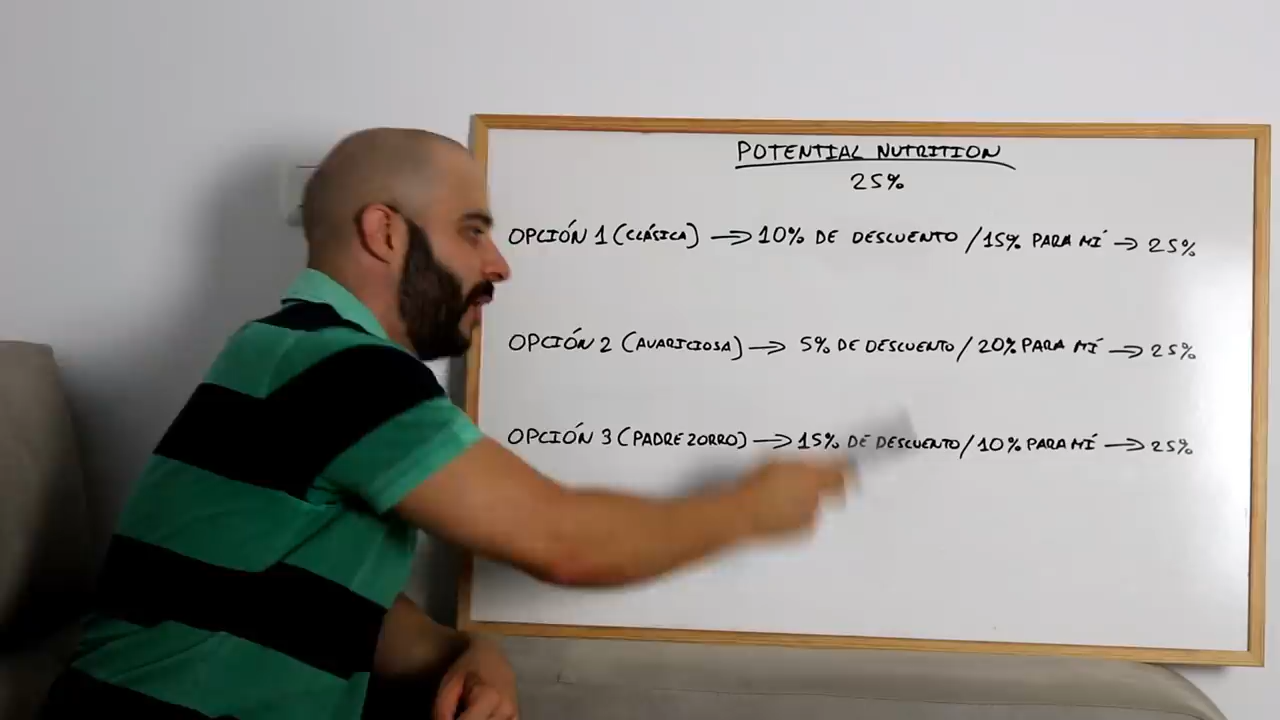 POTENTIAL NUTRITION
25%
OPCIÓN 1 (CLÁSICA) → 10% DE DESCUENTO / 15% PARA MÍ → 25%
OPCIÓN 2 (AVARICIOSA) → 5% DE DESCUENTO / 20% PARA MÍ → 25%
OPCIÓN 3 (PADRE ZORRO) → 15% DE DESCUENTO / 10% PARA MÍ → 25%